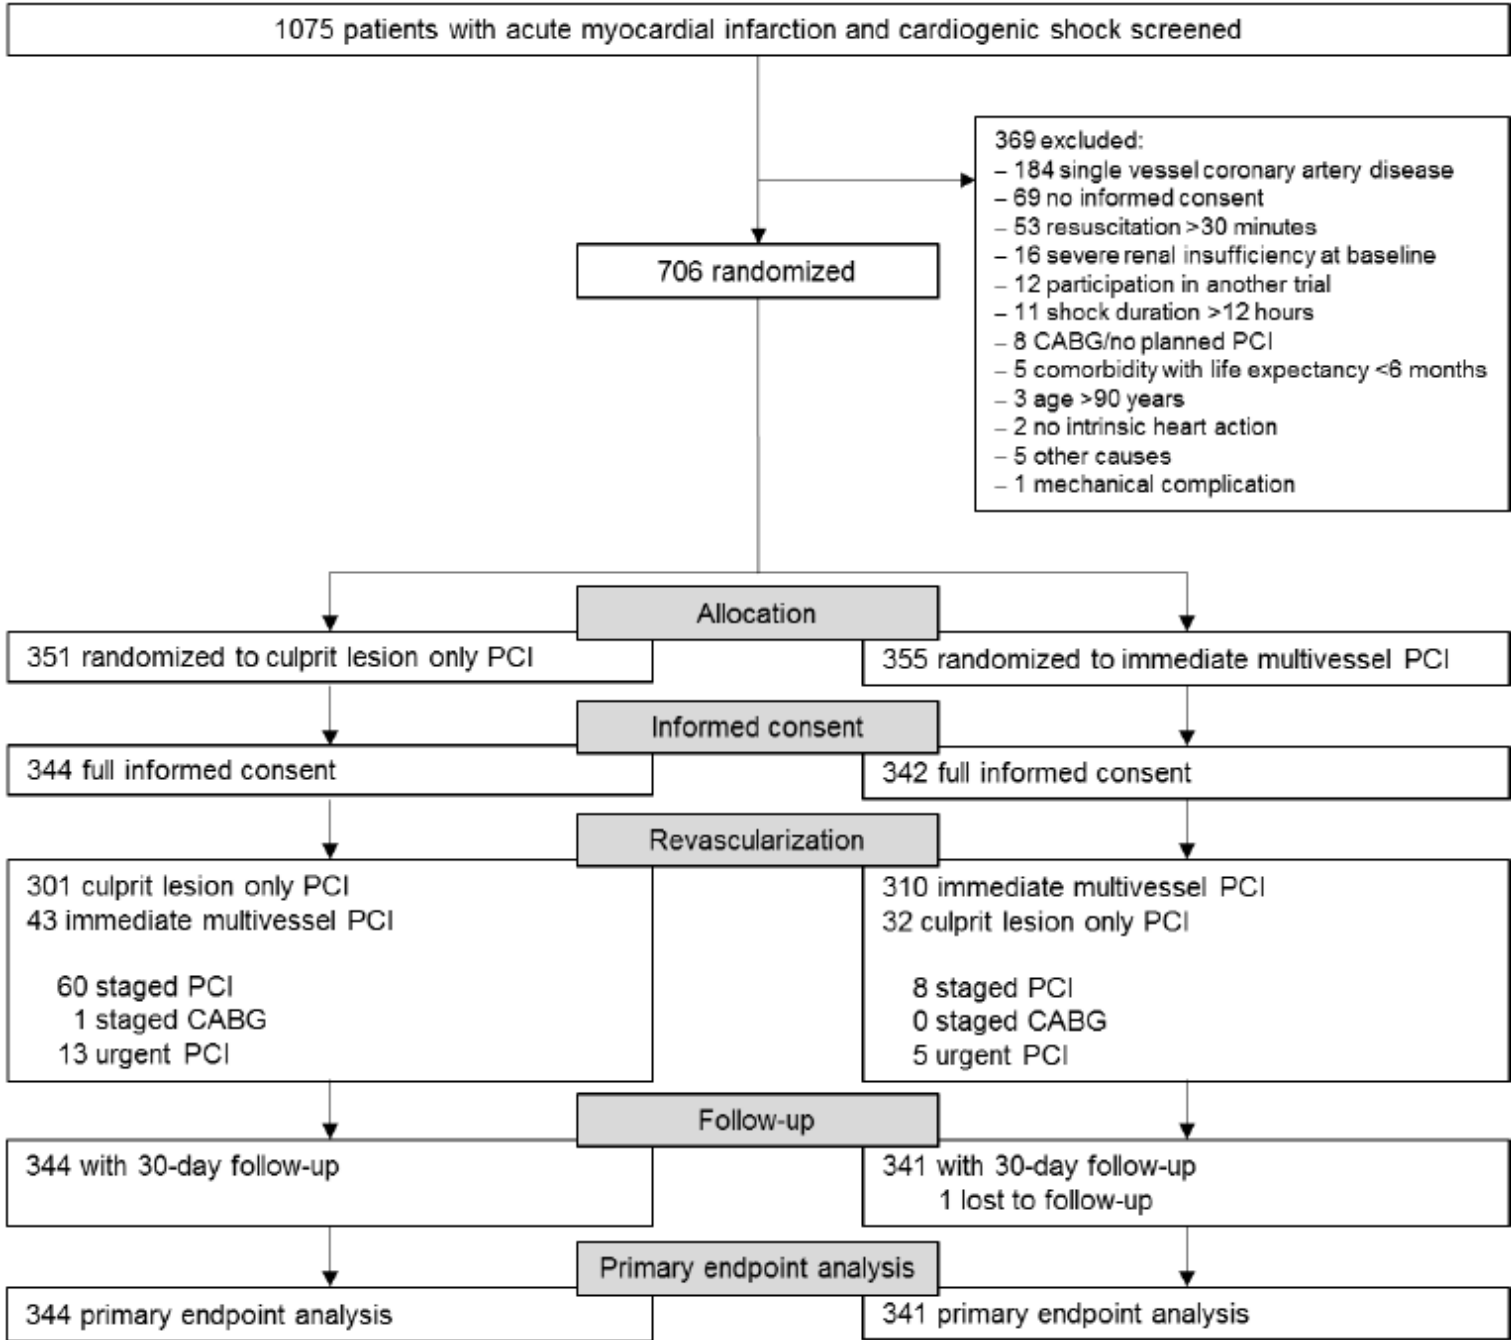 1075 patients with acute myocardial infarction and cardiogenic shock screened
369 excluded:
– 184 single vessel coronary artery disease
– 69 no informed consent
– 53 resuscitation >30 minutes
– 16 severe renal insufficiency at baseline
– 12 participation in another trial
– 11 shock duration >12 hours
– 8 CABG/no planned PCI
– 5 comorbidity with life expectancy <6 months
– 3 age >90 years
– 2 no intrinsic heart action
– 5 other causes
– 1 mechanical complication
706 randomized
Allocation
351 randomized to culprit lesion only PCI
355 randomized to immediate multivessel PCI
Informed consent
344 full informed consent
342 full informed consent
Revascularization
301 culprit lesion only PCI
43 immediate multivessel PCI
60 staged PCI
1 staged CABG
13 urgent PCI
310 immediate multivessel PCI
32 culprit lesion only PCI
8 staged PCI
0 staged CABG
5 urgent PCI
Follow-up
344 with 30-day follow-up
341 with 30-day follow-up
1 lost to follow-up
Primary endpoint analysis
344 primary endpoint analysis
341 primary endpoint analysis